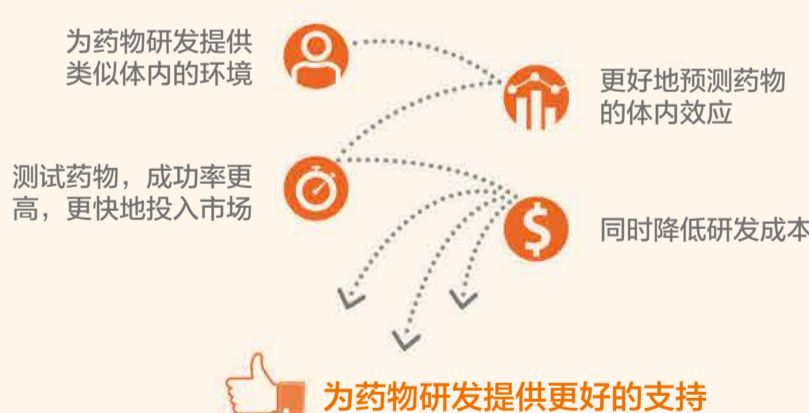 为药物研发提供
类似体内的环境
更好地预测药物
的体内效应
测试药物，成功率更
高，更快地投入市场
$
同时降低研发成本
为药物研发提供更好的支持